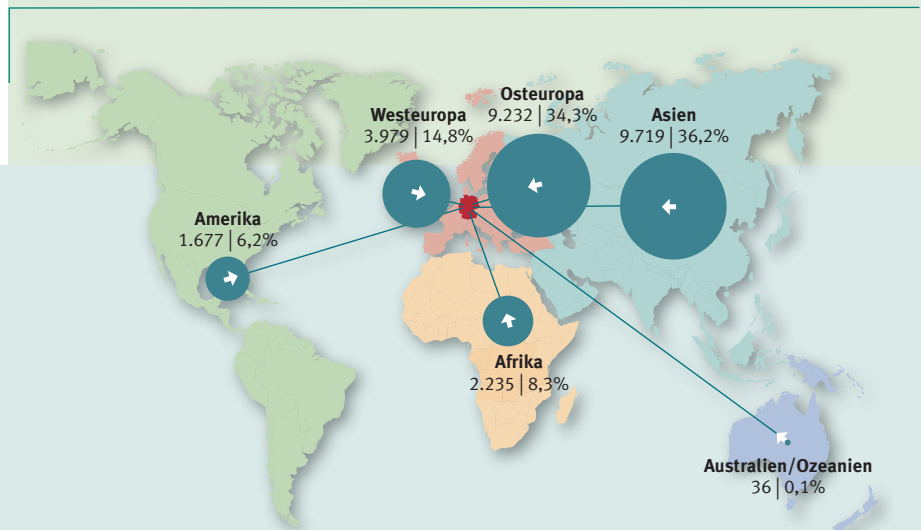 Osteuropa
9.232 | 34,3%
Westeuropa
3.979 | 14,8%
Asien
9.719 | 36,2%
Amerika
1.677 | 6,2%
Afrika
2.235 | 8,3%
Australien/Ozeanien
36 | 0,1%